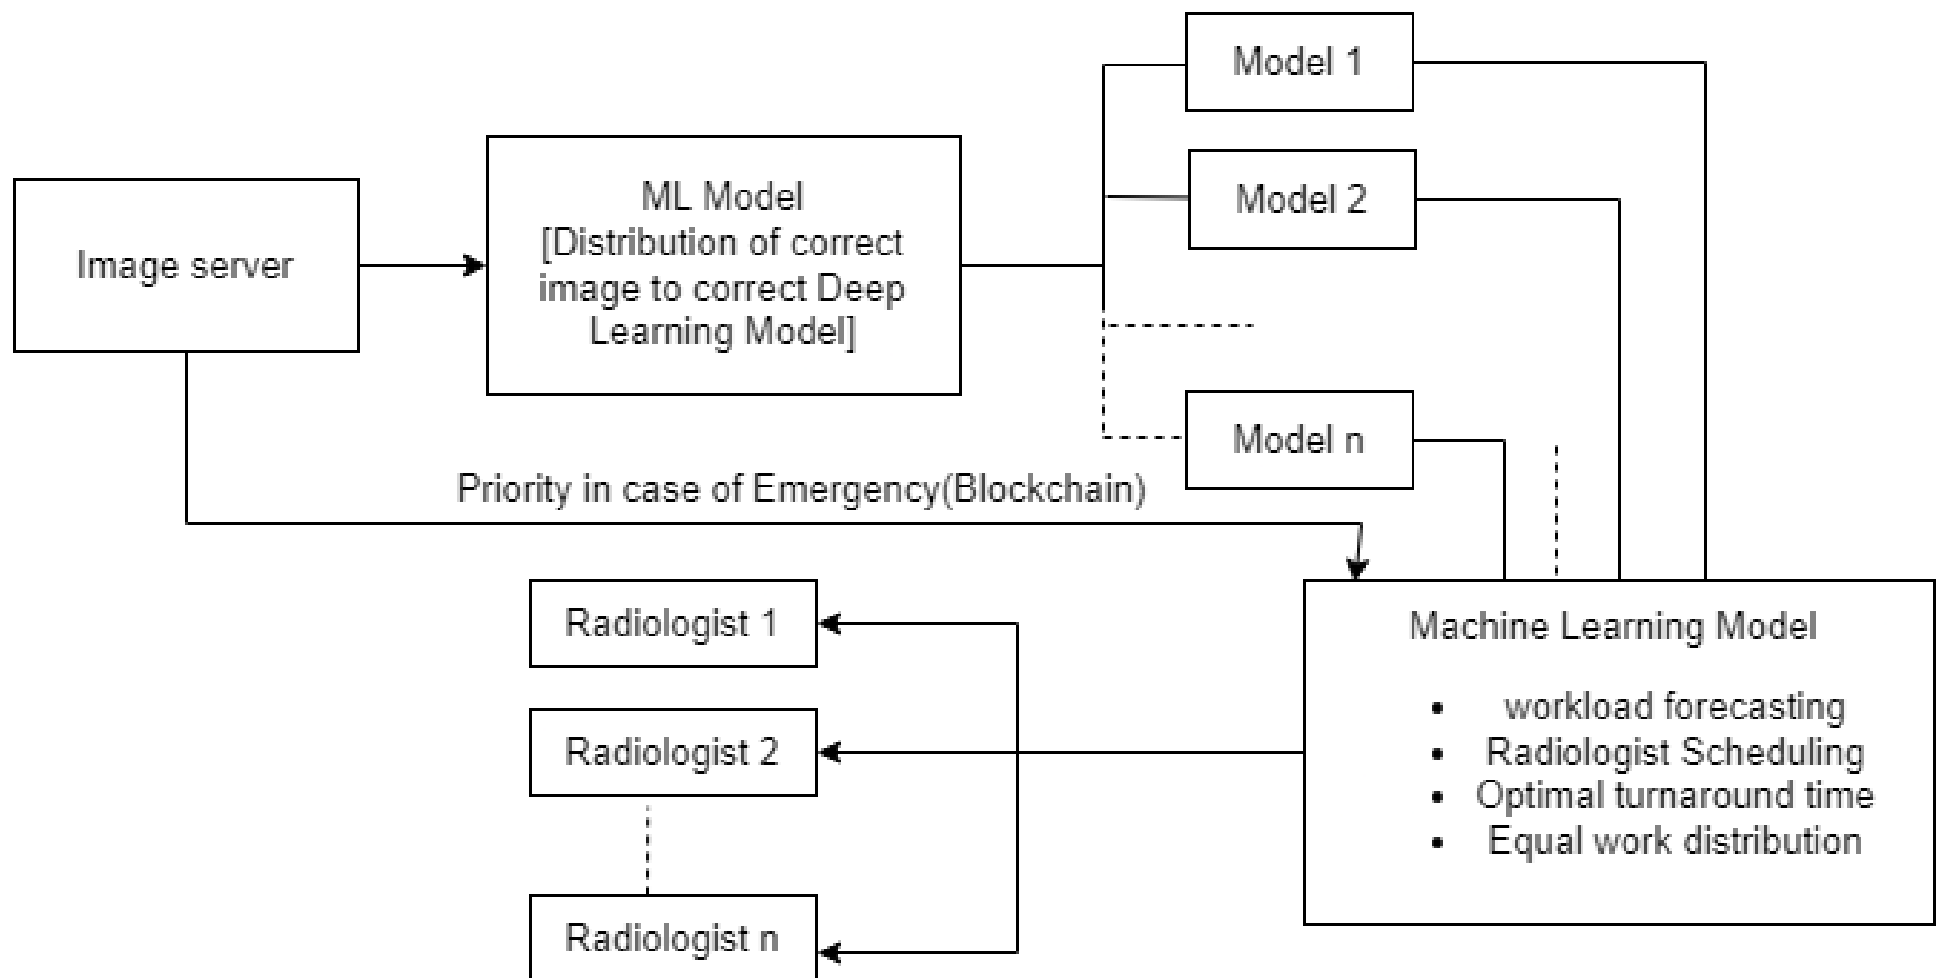 Model 1
Model 2
Image server
ML Model
[Distribution of correct
image to correct Deep
Learning Model]
Model n
Priority in case of Emergency(Blockchain)
Radiologist 1
Radiologist 2
Radiologist n
Machine Learning Model
• workload forecasting
• Radiologist Scheduling
• Optimal turnaround time
• Equal work distribution